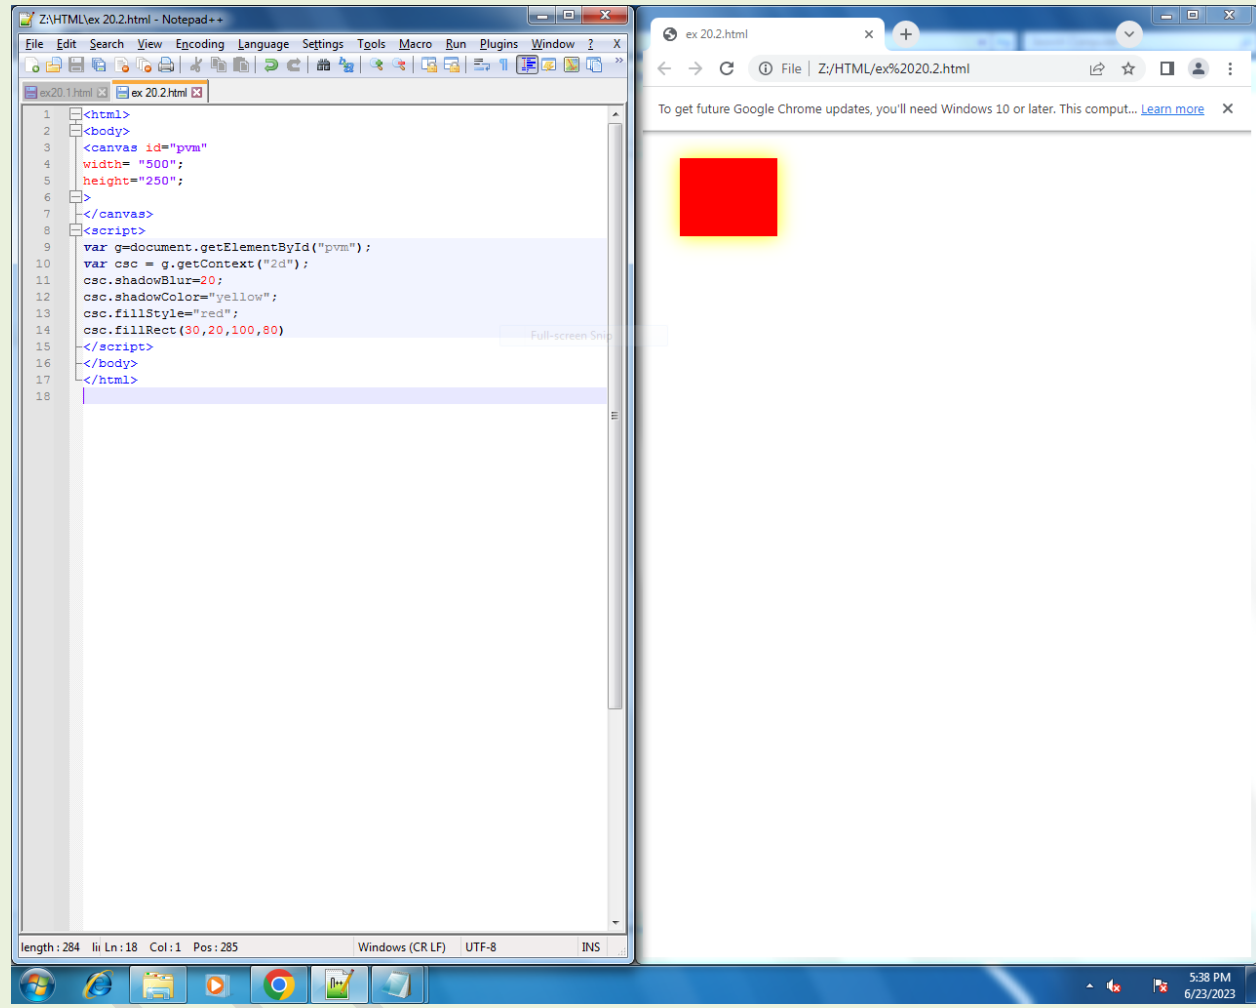 Z:\HTML\ex 20.2.html - Notepad++
File Edit Search View Encoding Language Settings Tools Macro Run Plugins Window ? X
ex20.1.html ex 20.2.html
1 <html>
2 <body>
3 <canvas id="pvm"
4 width= "500";
5 height="250";
6 >
7 </canvas>
8 <script>
9 var g=document.getElementById("pvm");
10 var csc = g.getContext("2d");
11 csc.shadowBlur=20;
12 csc.shadowColor="yellow";
13 csc.fillStyle="red";
14 csc.fillRect(30,20,100,80)
15 </script>
16 </body>
17 </html>
18
Full-screen Snip
length : 284 Ln : 18 Col : 1 Pos : 285 Windows (CR LF) UTF-8 INS
ex 20.2.html
File Z:/HTML/ex%2020.2.html
To get future Google Chrome updates, you'll need Windows 10 or later. This comput... Learn more
5:38 PM
6/23/2023